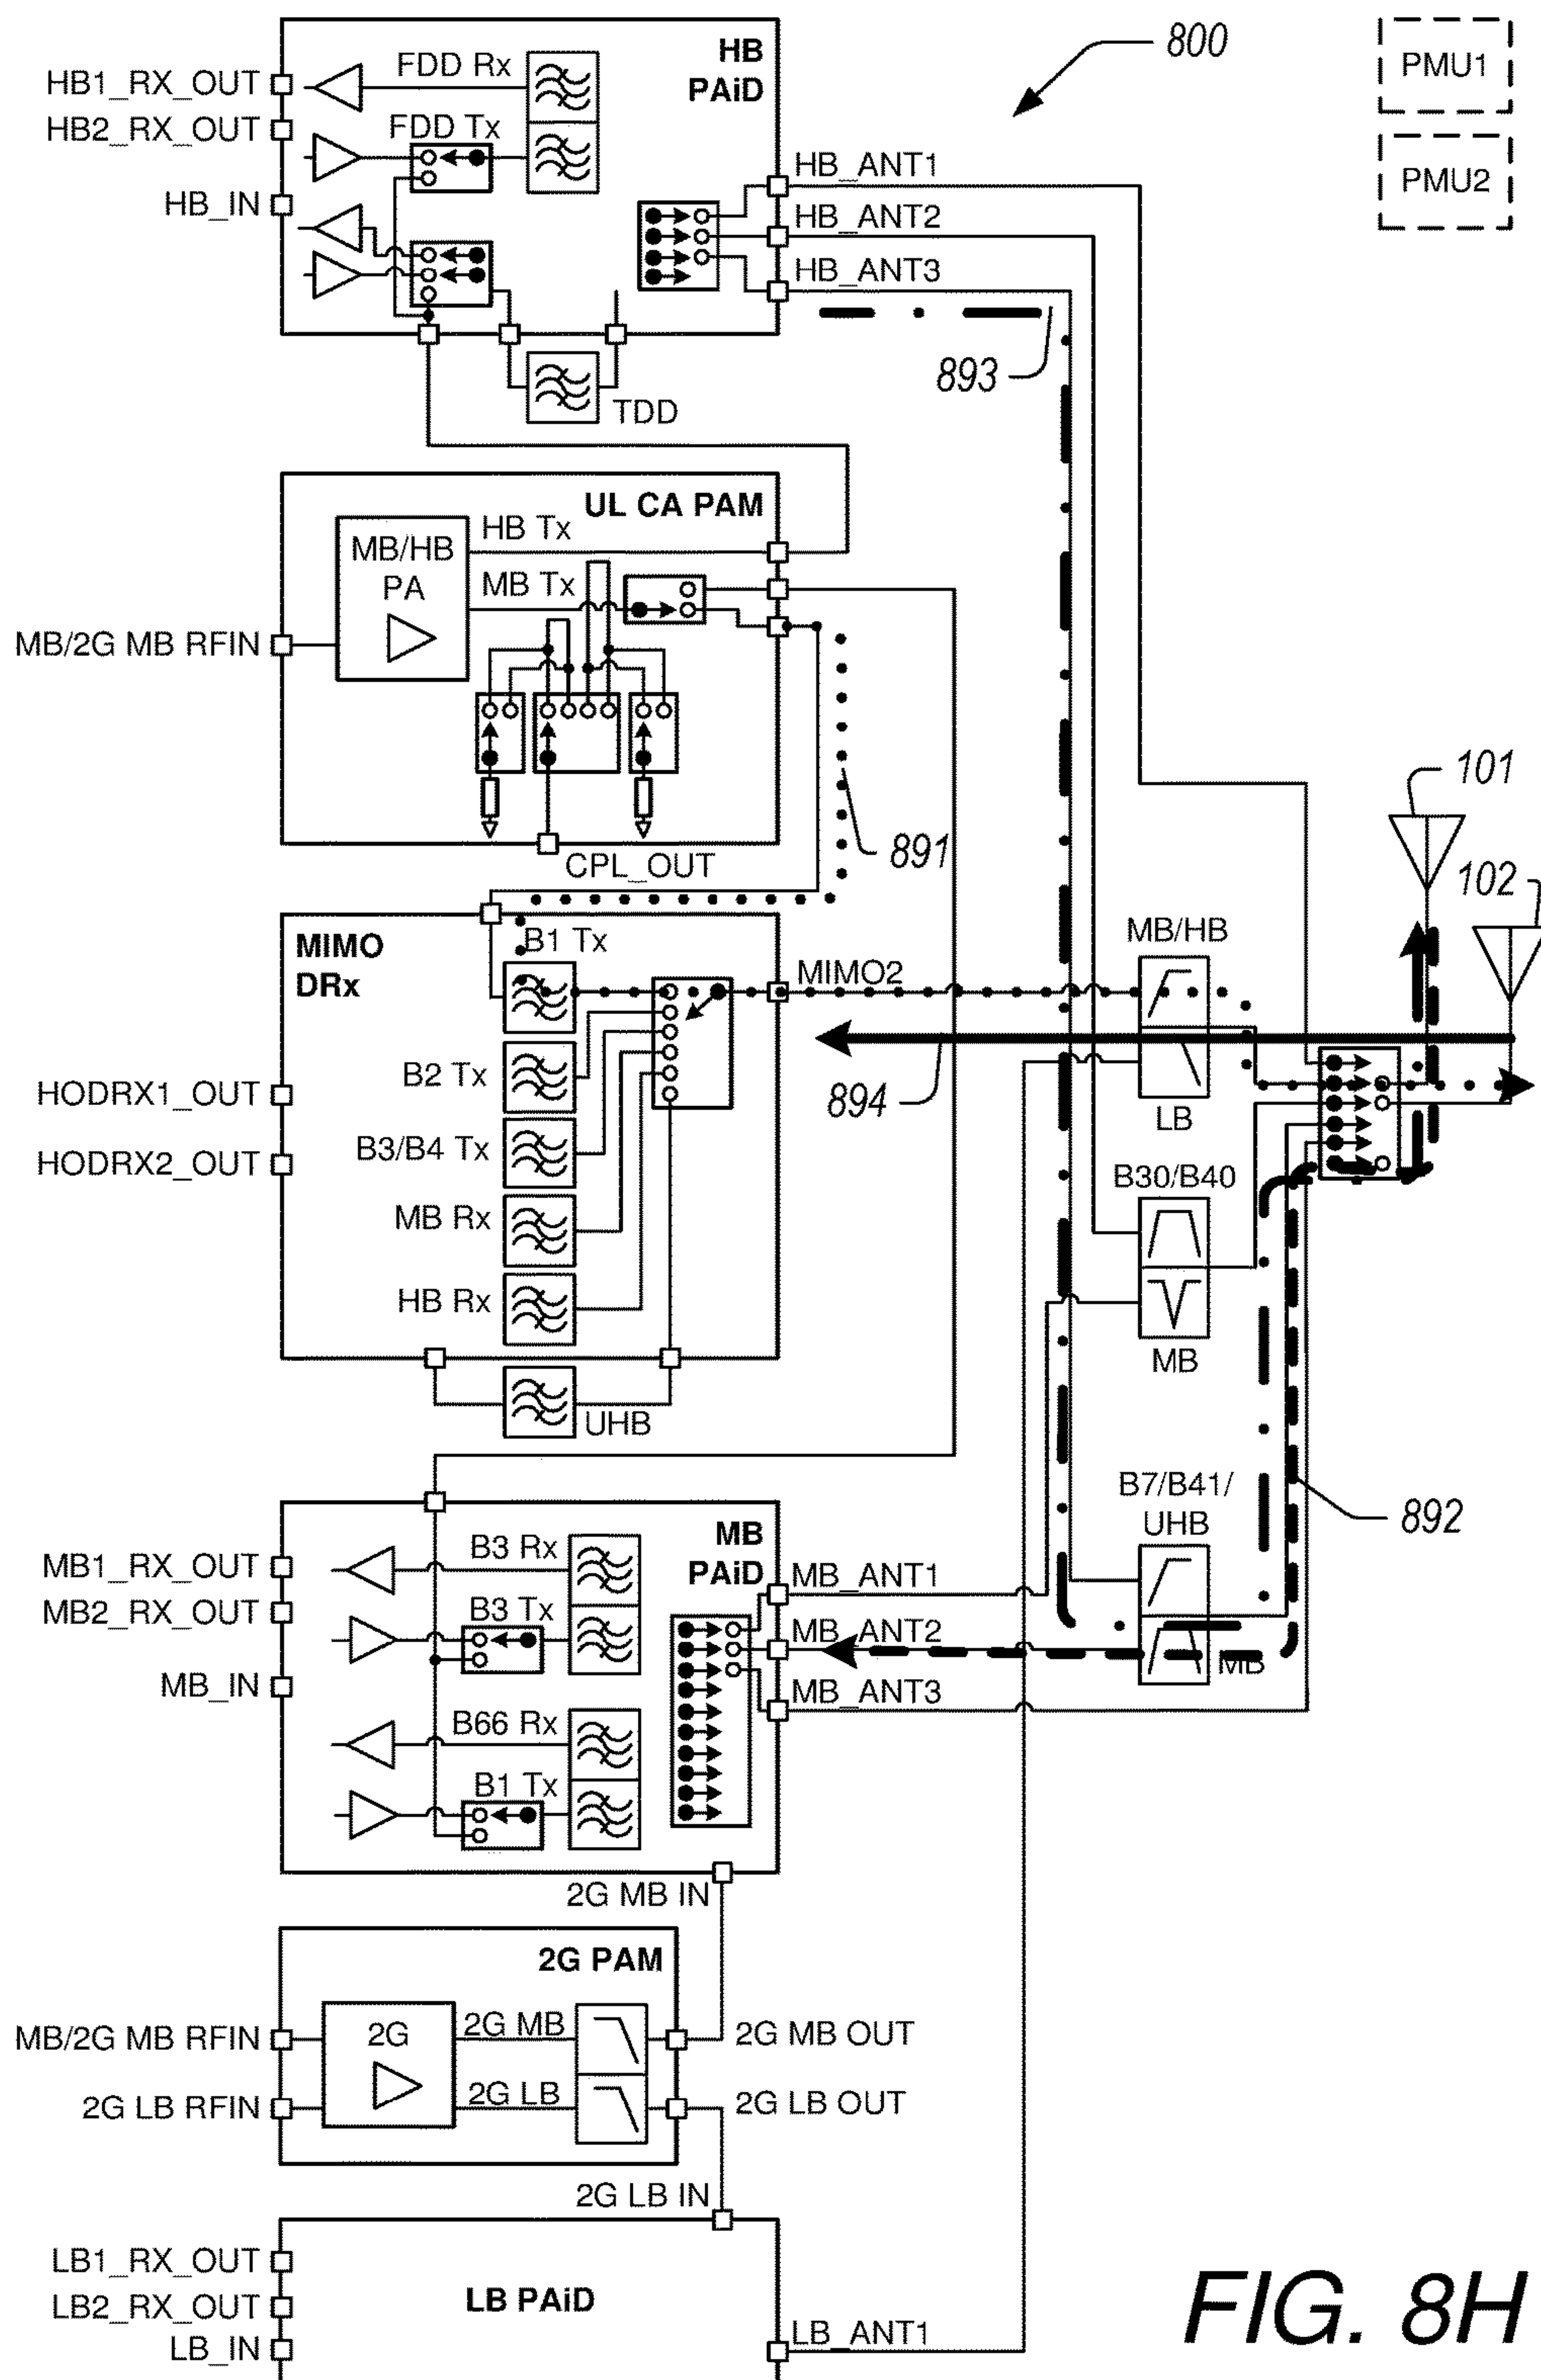 800
PMU1
PMU2
HB
PAiD
HB1_RX_OUT
FDD Rx
HB2_RX_OUT
FDD Tx
HB_IN
HB_ANT1
HB_ANT2
HB_ANT3
893
TDD
UL CA PAM
MB/HB
PA
HB Tx
MB Tx
MB/2G MB RFIN
CPL_OUT
891
101
102
MIMO
DRx
B1 Tx
MIMO2
MB/HB
B2 Tx
HODRX1_OUT
894
LB
B3/B4 Tx
HODRX2_OUT
B30/B40
MB Rx
HB Rx
MB
UHB
B7/B41/
UHB
892
MB
PAiD
MB1_RX_OUT
B3 Rx
MB_ANT1
MB2_RX_OUT
B3 Tx
MB_ANT2
MB
MB_IN
MB_ANT3
B66 Rx
B1 Tx
2G MB IN
2G PAM
MB/2G MB RFIN
2G
2G MB
2G MB OUT
2G LB RFIN
2G LB
2G LB OUT
2G LB IN
LB1_RX_OUT
LB2_RX_OUT
LB PAiD
LB_IN
LB_ANT1
FIG. 8H